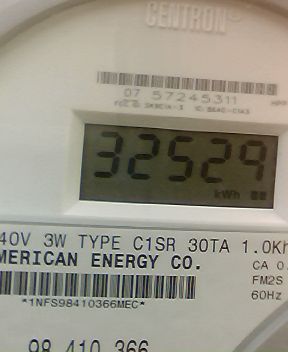 CENTRON
07 57245311
32529
kWh
40V 3W TYPE C1SR 30TA 1.0Kh
MERICAN ENERGY CO.
CA 0.
FM2S
60Hz
*1NFS98410366MEC*
98 410 366